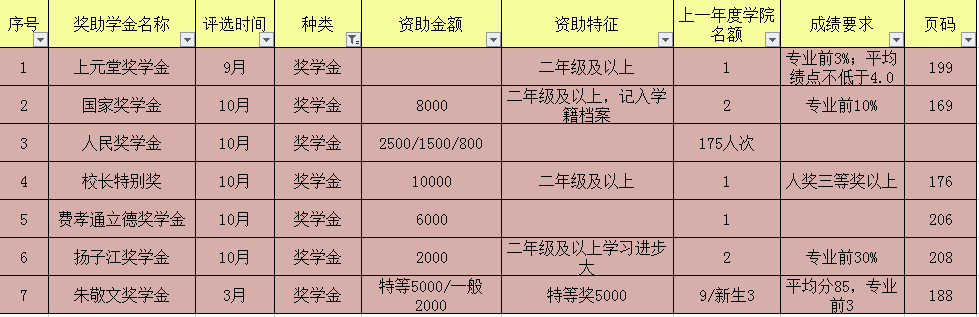 序号 奖助学金名称 评选时间 种类 资助金额 资助特征 上一年度学院名额 成绩要求 页码
1 上元堂奖学金 9月 奖学金 二年级及以上 1 专业前3%；平均绩点不低于4.0 199
2 国家奖学金 10月 奖学金 8000 二年级及以上，记入学籍档案 2 专业前10% 169
3 人民奖学金 10月 奖学金 2500/1500/800 175人次
4 校长特别奖 10月 奖学金 10000 二年级及以上 1 人奖三等奖以上 176
5 费孝通立德奖学金 10月 奖学金 6000 1 206
6 扬子江奖学金 10月 奖学金 2000 二年级及以上学习进步大 2 专业前30% 208
7 朱敬文奖学金 3月 奖学金 特等5000/一般2000 特等奖5000 9/新生3 平均分85，专业前3 188